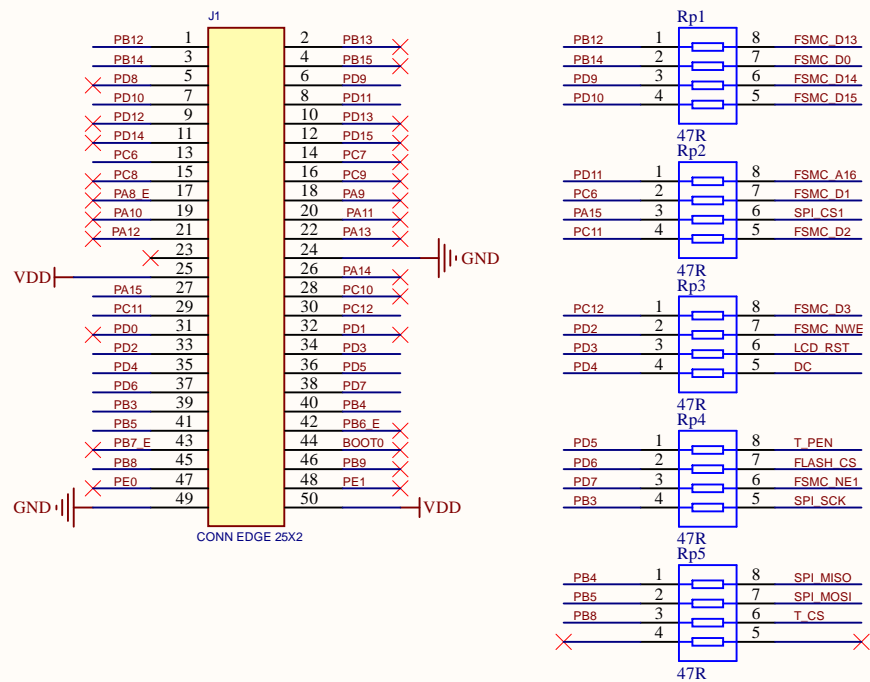 J1
PB12 1 2 PB13
PB14 3 4 PB15
PD8 5 6 PD9
PD10 7 8 PD11
PD12 9 10 PD13
PD14 11 12 PD15
PC6 13 14 PC7
PC8 15 16 PC9
PA8_E 17 18 PA9
PA10 19 20 PA11
PA12 21 22 PA13
23 24 GND
VDD 25 26 PA14
PA15 27 28 PC10
PC11 29 30 PC12
PD0 31 32 PD1
PD2 33 34 PD3
PD4 35 36 PD5
PD6 37 38 PD7
PB3 39 40 PB4
PB5 41 42 PB6_E
PB7_E 43 44 BOOT0
PB8 45 46 PB9
PE0 47 48 PE1
GND 49 50 VDD
CONN EDGE 25X2
Rp1
PB12 1 8 FSMC_D13
PB14 2 7 FSMC_D0
PD9 3 6 FSMC_D14
PD10 4 5 FSMC_D15
47R
Rp2
PD11 1 8 FSMC_A16
PC6 2 7 FSMC_D1
PA15 3 6 SPI_CS1
PC11 4 5 FSMC_D2
47R
Rp3
PC12 1 8 FSMC_D3
PD2 2 7 FSMC_NWE
PD3 3 6 LCD_RST
PD4 4 5 DC
47R
Rp4
PD5 1 8 T_PEN
PD6 2 7 FLASH_CS
PD7 3 6 FSMC_NE1
PB3 4 5 SPI_SCK
47R
Rp5
PB4 1 8 SPI_MISO
PB5 2 7 SPI_MOSI
PB8 3 6 T_CS
4 5
47R